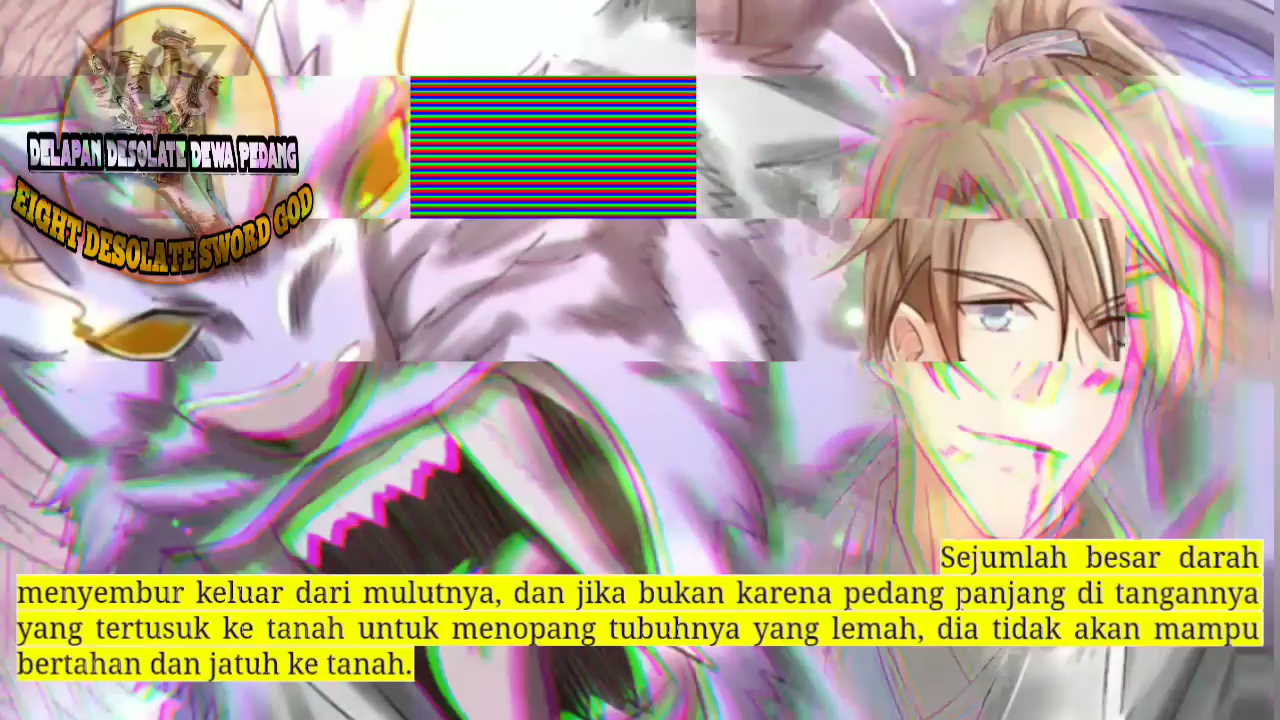 107
DELAPAN DESOLATE DEWA PEDANG
EIGHT DESOLATE SWORD GOD
Sejumlah besar darah
menyembur keluar dari mulutnya, dan jika bukan karena pedang panjang di tangannya
yang tertusuk ke tanah untuk menopang tubuhnya yang lemah, dia tidak akan mampu
bertahan dan jatuh ke tanah.